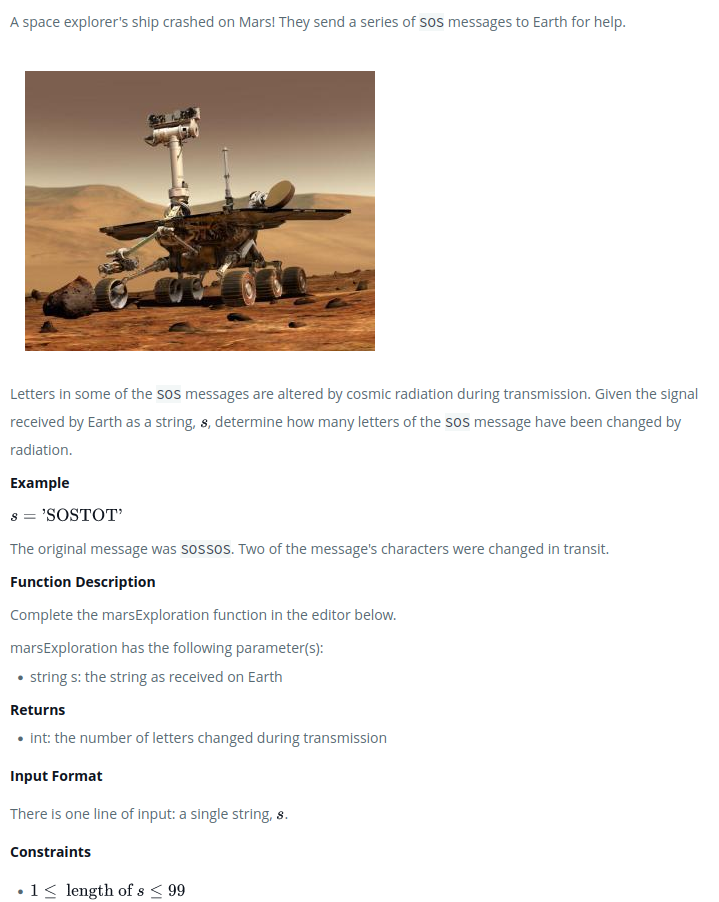 A space explorer's ship crashed on Mars! They send a series of SOS messages to Earth for help.
Letters in some of the SOS messages are altered by cosmic radiation during transmission. Given the signal
received by Earth as a string, s, determine how many letters of the SOS message have been changed by
radiation.
Example
s = 'SOSTOT'
The original message was SOSSOS. Two of the message's characters were changed in transit.
Function Description
Complete the marsExploration function in the editor below.
marsExploration has the following parameter(s):
• string s: the string as received on Earth
Returns
• int: the number of letters changed during transmission
Input Format
There is one line of input: a single string, s.
Constraints
• 1 ≤ length of s ≤ 99